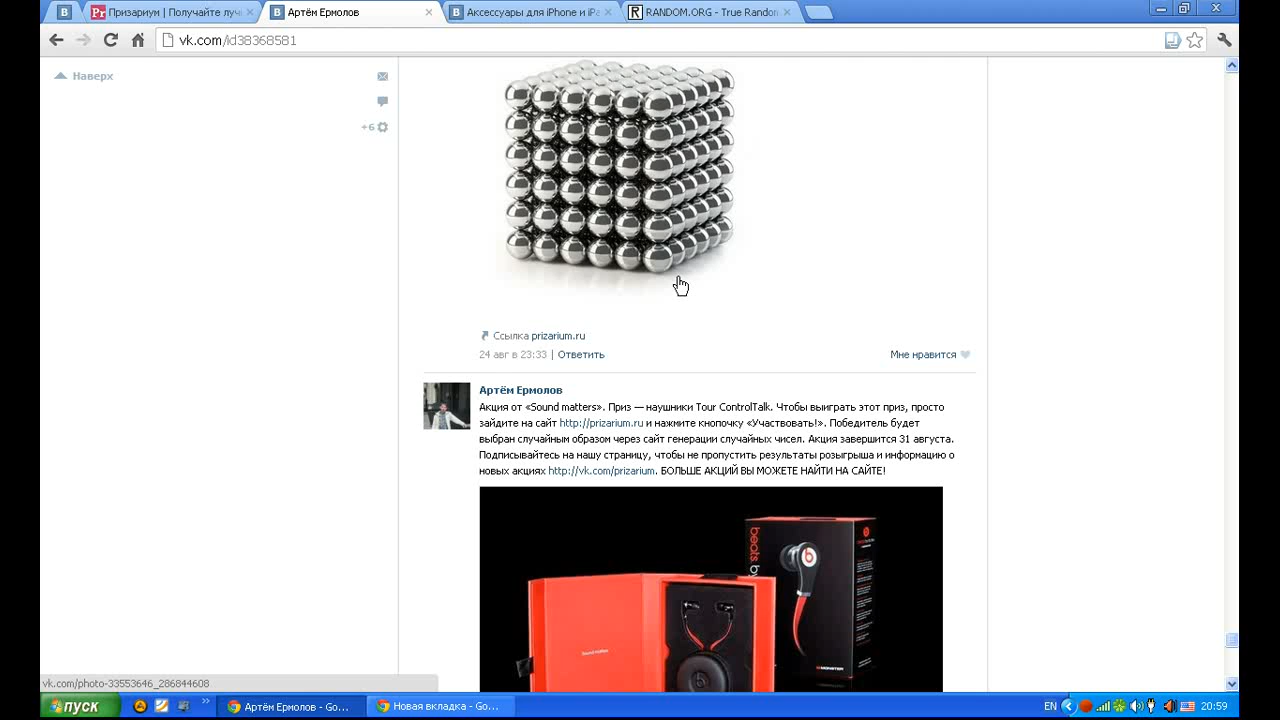 Призариум | Получайте лучи
Артём Ермолов
Аксессуары для iPhone и iPa
RANDOM.ORG - True Random
vk.com/id38368581
Наверх
+6
Ссылка prizarium.ru
24 авг в 23:33 | Ответить
Мне нравится
Артём Ермолов
Акция от «Sound matters». Приз — наушники Tour ControlTalk. Чтобы выиграть этот приз, просто
зайдите на сайт http://prizarium.ru и нажмите кнопочку «Участвовать!». Победитель будет
выбран случайным образом через сайт генерации случайных чисел. Акция завершится 31 августа.
Подписывайтесь на нашу страницу, чтобы не пропустить результаты розыгрыша и информацию о
новых акциях http://vk.com/prizarium. БОЛЬШЕ АКЦИЙ ВЫ МОЖЕТЕ НАЙТИ НА САЙТЕ!
beats by
MONSTER
vk.com/photo-33553646_286844608
пуск
Артём Ермолов - Go...
Новая вкладка - Go...
EN
20:59